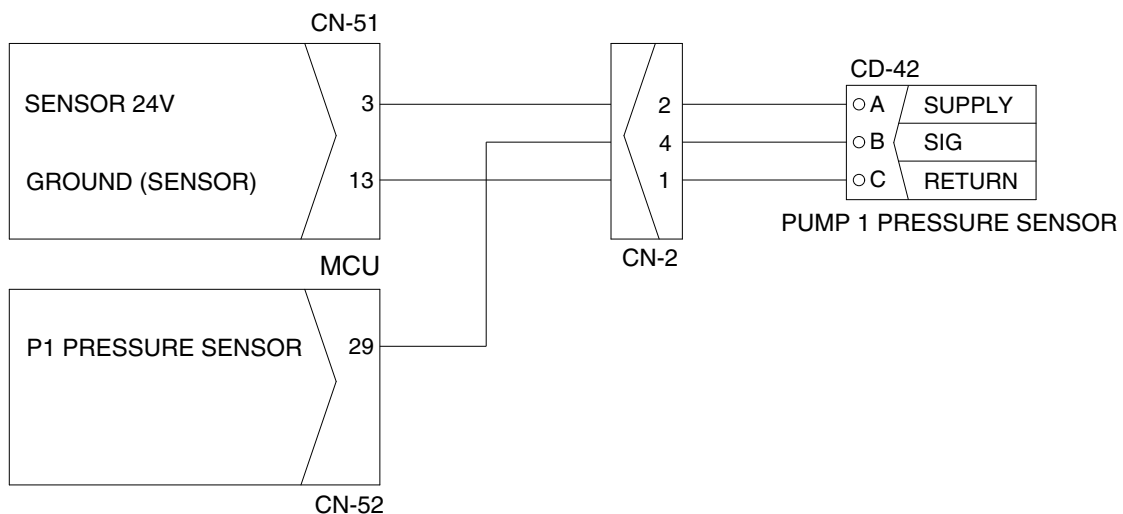 CN-51
SENSOR 24V
3
GROUND (SENSOR)
13
MCU
P1 PRESSURE SENSOR
29
CN-52
2
4
1
CN-2
CD-42
A SUPPLY
B SIG
C RETURN
PUMP 1 PRESSURE SENSOR